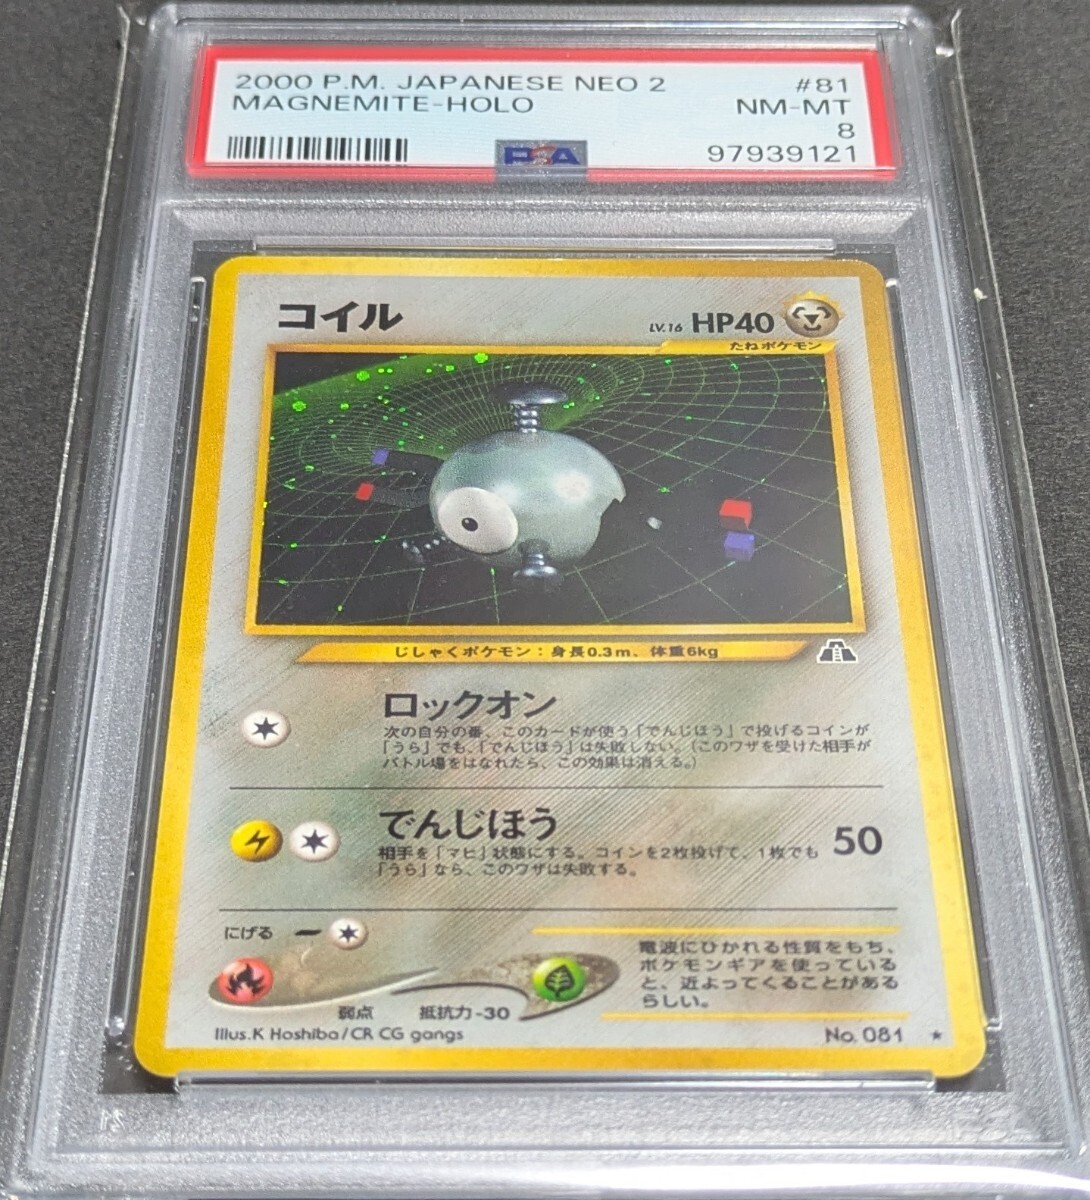 2000 P.M. JAPANESE NEO 2 #81
MAGNEMITE-HOLO NM-MT
8
PSA 97939121
コイル LV.16 HP40
たねポケモン
じしゃくポケモン:身長0.3m、体重6kg
ロックオン
次の自分の番、このカードが使う「でんじほう」で投げるコインが
「うら」でも、「でんじほう」は失敗しない。(このワザを受けた相手が
バトル場をはなれたら、この効果は消える。)
でんじほう 50
相手を「マヒ」状態にする。コインを2枚投げて、1枚でも
「うら」なら、このワザは失敗する。
にげる
弱点 抵抗力-30
電波にひかれる性質をもち、
ポケモンギアを使っている
と、近よってくることがある
らしい。
Illus.K Hoshiba/CR CG gangs No. 081